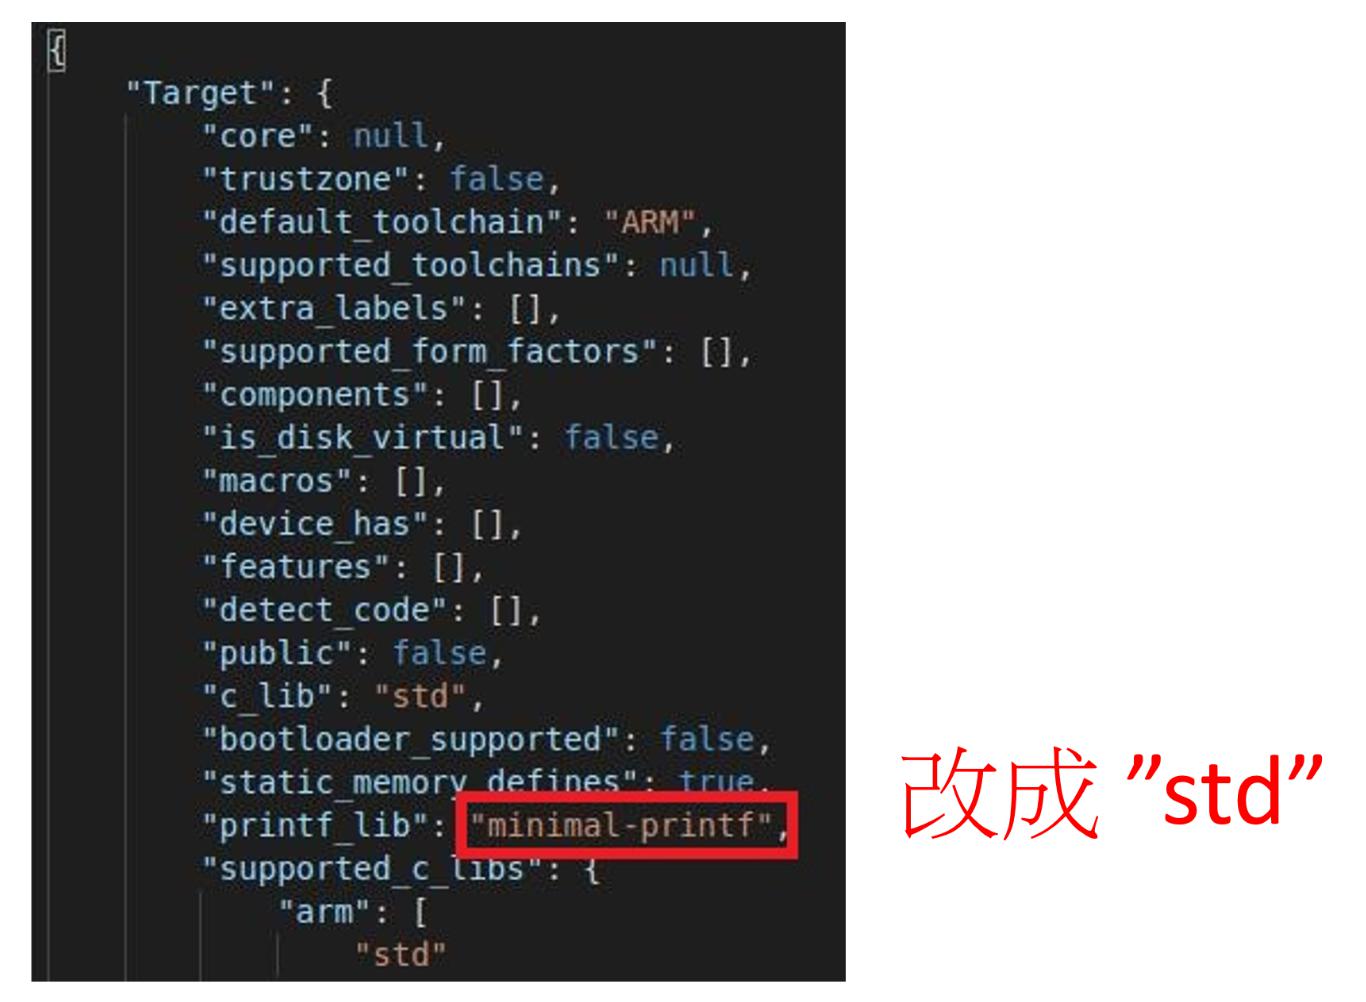 {
"Target": {
"core": null,
"trustzone": false,
"default_toolchain": "ARM",
"supported_toolchains": null,
"extra_labels": [],
"supported_form_factors": [],
"components": [],
"is_disk_virtual": false,
"macros": [],
"device_has": [],
"features": [],
"detect_code": [],
"public": false,
"c_lib": "std",
"bootloader_supported": false,
"static_memory_defines": true,
"printf_lib": "minimal-printf",
改成 ”std”
"supported_c_libs": {
"arm": [
"std"